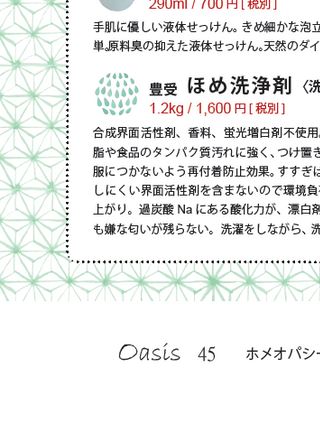 290ml / 700 円 [ 税別 ]
手肌に優しい液体せっけん。きめ細かな泡立
単。原料臭の抑えた液体せっけん。天然のダイ
豊受 ほめ洗浄剤〈洗
1.2kg / 1,600 円 [ 税別 ]
合成界面活性剤、香料、蛍光増白剤不使用。
脂や食品のタンパク質汚れに強く、つけ置き
服につかないよう再付着防止効果。すすぎは
しにくい界面活性剤を含まないので環境負荷
上がり。過炭酸 Na にある酸化力が、漂白剤
も嫌な匂いが残らない。洗濯をしながら、洗
Oasis 45 ホメオパシー